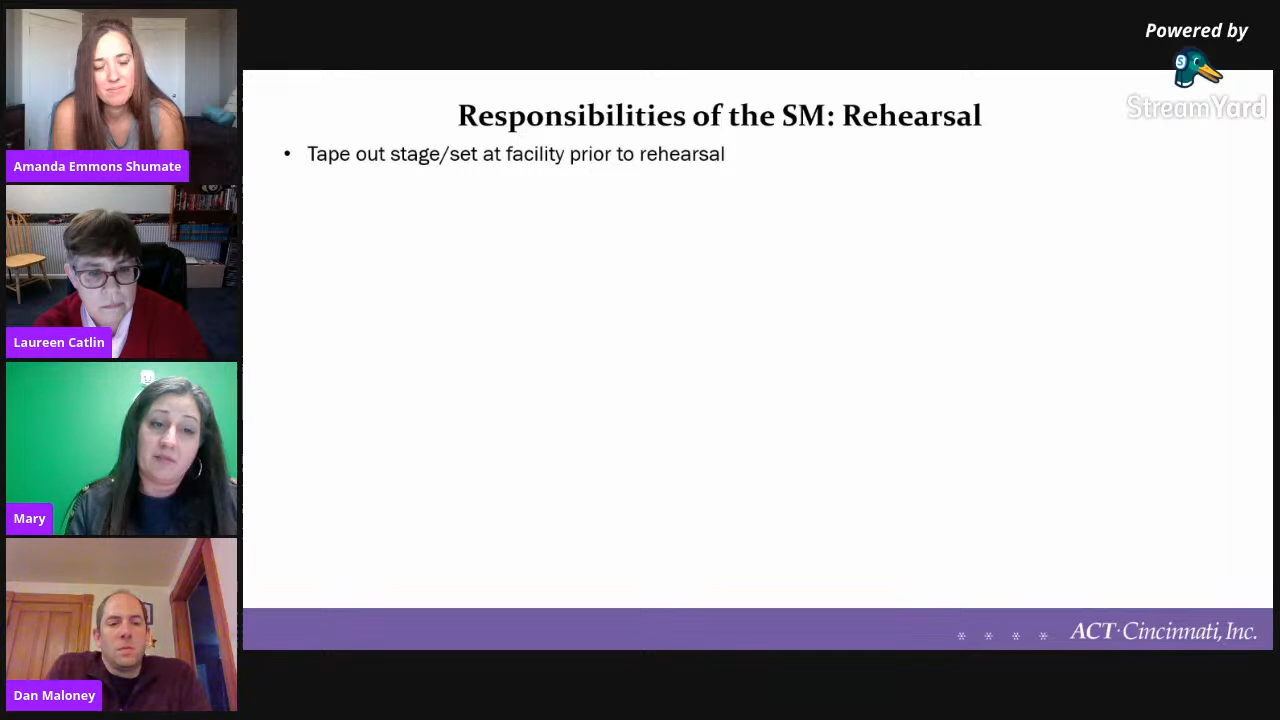 Powered by
StreamYard
Responsibilities of the SM: Rehearsal
• Tape out stage/set at facility prior to rehearsal
Amanda Emmons Shumate
Laureen Catlin
Mary
Dan Maloney
* * * * ACT·Cincinnati, Inc.